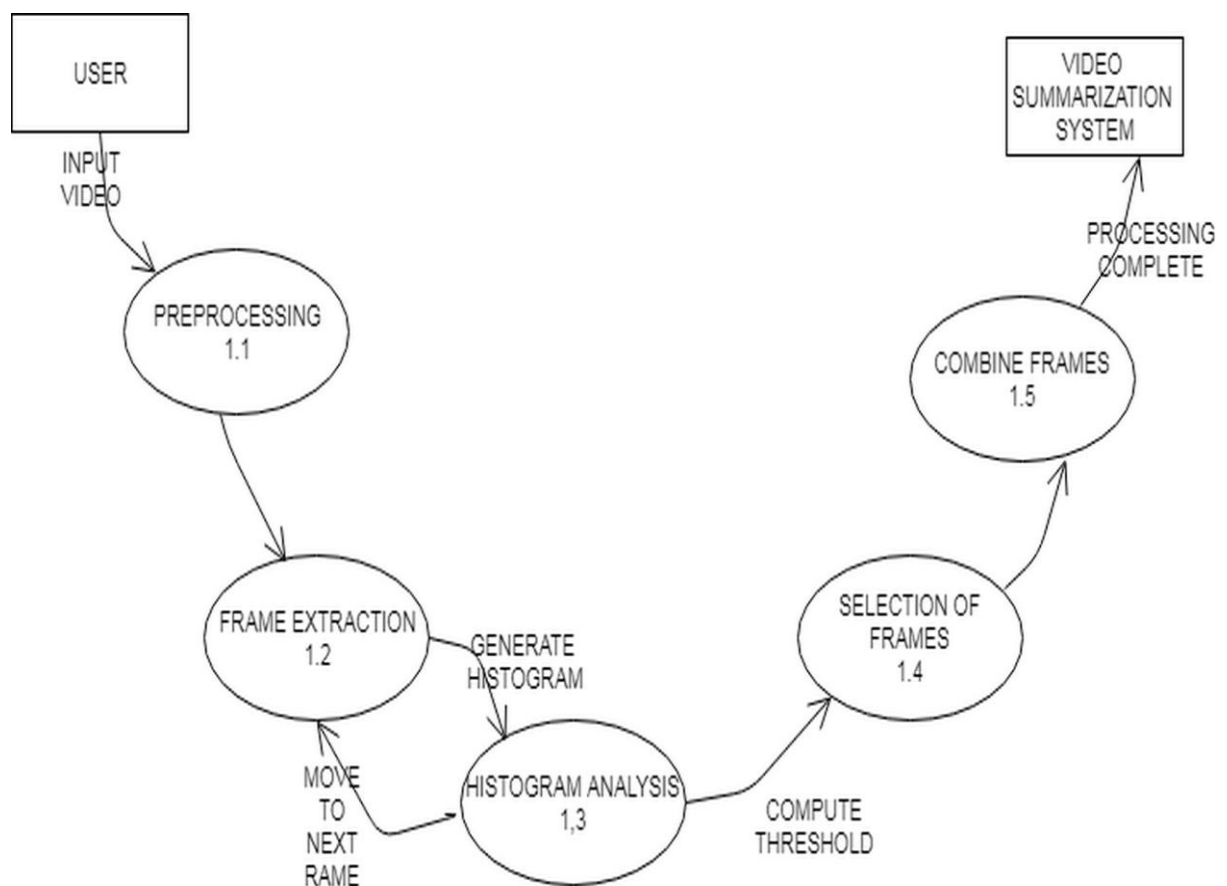 USER
INPUT
VIDEO
PREPROCESSING
1.1
FRAME EXTRACTION
1.2
GENERATE
HISTOGRAM
MOVE
TO
NEXT
RAME
HISTOGRAM ANALYSIS
1,3
COMPUTE
THRESHOLD
SELECTION OF
FRAMES
1.4
COMBINE FRAMES
1.5
PROCESSING
COMPLETE
VIDEO
SUMMARIZATION
SYSTEM